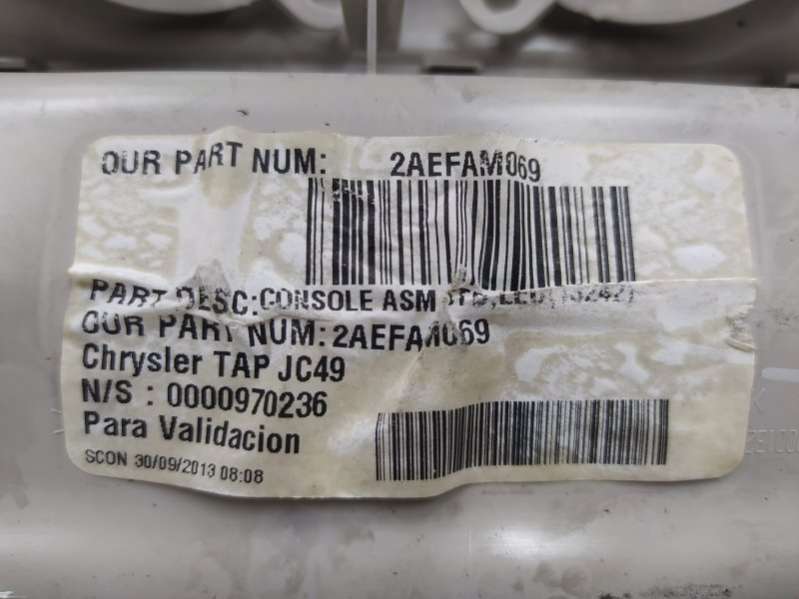 OUR PART NUM: 2AEFAM069
PART DESC:CONSOLE ASM
OUR PART NUM:2AEFAM069
Chrysler TAP JC49
N/S : 0000970236
Para Validacion
SCON 30/09/2013 08:08